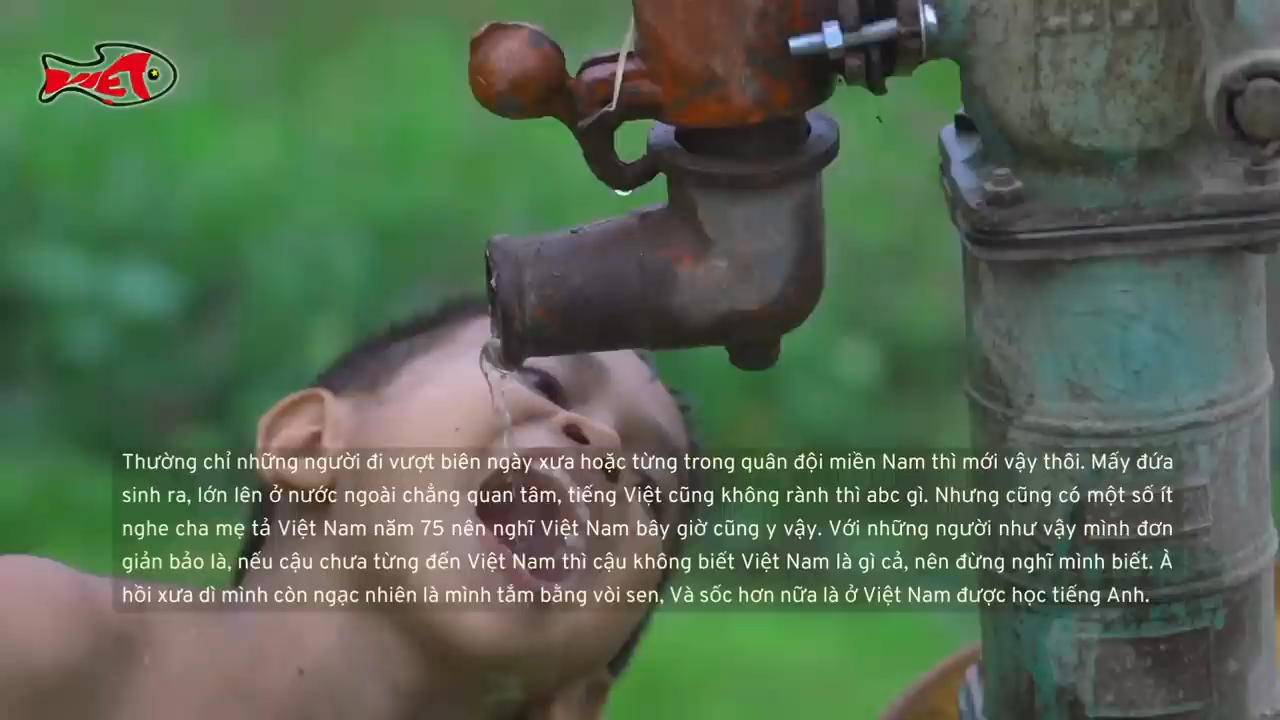 VIET
Thường chỉ những người đi vượt biên ngày xưa hoặc từng trong quân đội miền Nam thì mới vậy thôi. Mấy đứa
sinh ra, lớn lên ở nước ngoài chẳng quan tâm, tiếng Việt cũng không rành thì abc gì. Nhưng cũng có một số ít
nghe cha mẹ tả Việt Nam năm 75 nên nghĩ Việt Nam bây giờ cũng y vậy. Với những người như vậy mình đơn
giản bảo là, nếu cậu chưa từng đến Việt Nam thì cậu không biết Việt Nam là gì cả, nên đừng nghĩ mình biết. À
hồi xưa dì mình còn ngạc nhiên là mình tắm bằng vòi sen, Và sốc hơn nữa là ở Việt Nam được học tiếng Anh.